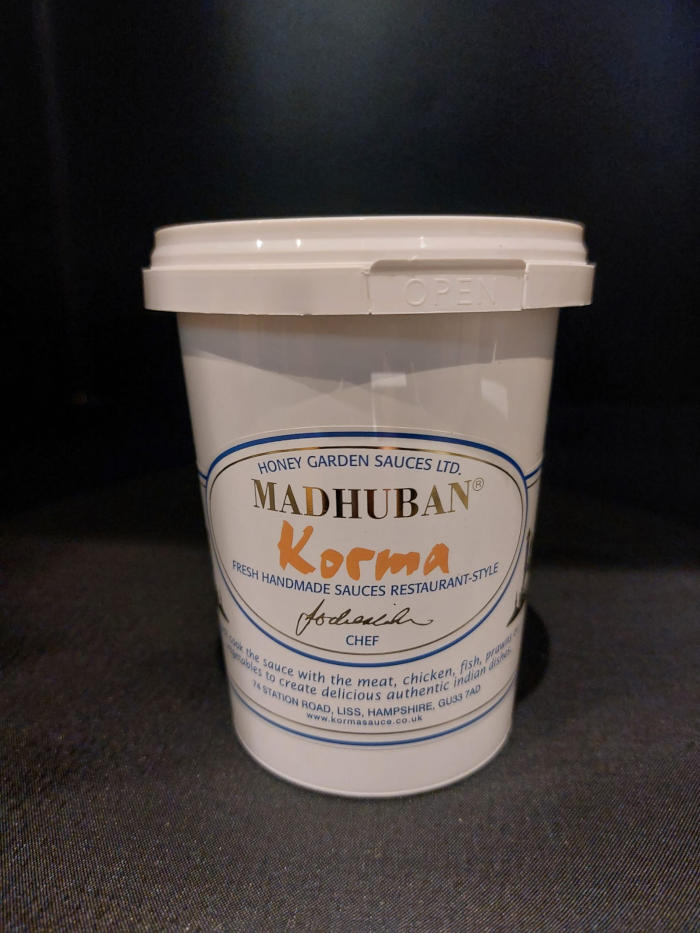 OPEN
HONEY GARDEN SAUCES LTD.
MADHUBAN®
Korma
FRESH HANDMADE SAUCES RESTAURANT-STYLE
CHEF
cook the sauce with the meat, chicken, fish, prawns
vegetables to create delicious authentic indian dishes.
74 STATION ROAD, LISS, HAMPSHIRE, GU33 7AD
www.kormasauce.co.uk